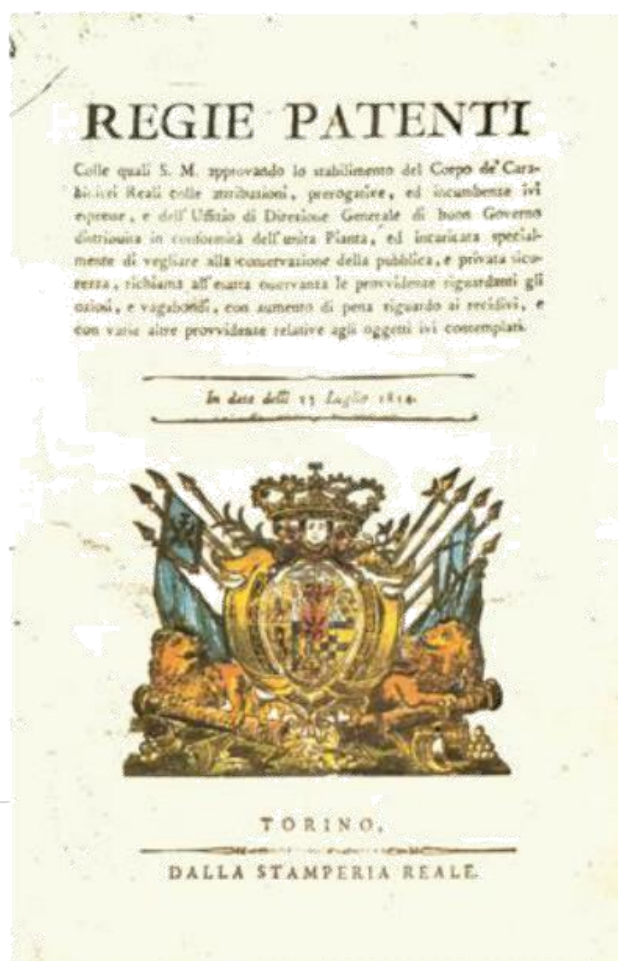 REGIE PATENTI
Colle quali S. M. approvando lo stabilimento del Corpo de' Cara-
binieri Reali colle attribuzioni, prerogative, ed incumbenze ivi
espresse, e dell' Uffizio di Direzione Generale di buon Governo
distribuita in conformità dell' unita Pianta, ed incaricata special-
mente di vegliare alla conservazione della pubblica, e privata sicu-
rezza, richiama all' esatta osservanza le provvidenze riguardanti gli
oziosi, e vagabondi, con aumento di pena riguardo ai recidivi, e
con varie altre provvidenze relative agli oggetti ivi contemplati.
In data delli 13 Luglio 1814.
TORINO,
DALLA STAMPERIA REALE.